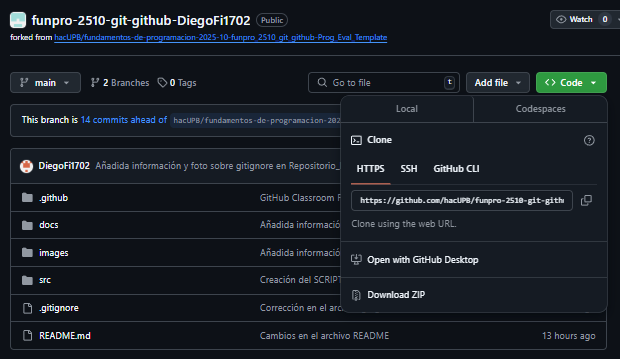 funpro-2510-git-github-DiegoFi1702 Public
Watch 0
forked from hacUPB/fundamentos-de-programacion-2025-10-funpro_2510_git_github-Prog_Eval_Template
main 2 Branches 0 Tags Go to file t Add file <> Code
Local Codespaces
This branch is 14 commits ahead of hacUPB/fundamentos-de-programacion-202
Clone
DiegoFi1702 Añadida información y foto sobre gitignore en Repositorio_
HTTPS SSH GitHub CLI
.github GitHub Classroom F
https://github.com/hacUPB/funpro-2510-git-githu
docs Añadida informació
Clone using the web URL.
images Añadida informació
Open with GitHub Desktop
src Creación del SCRIPT
Download ZIP
.gitignore Corrección en el arc
README.md Cambios en el archivo README 13 hours ago